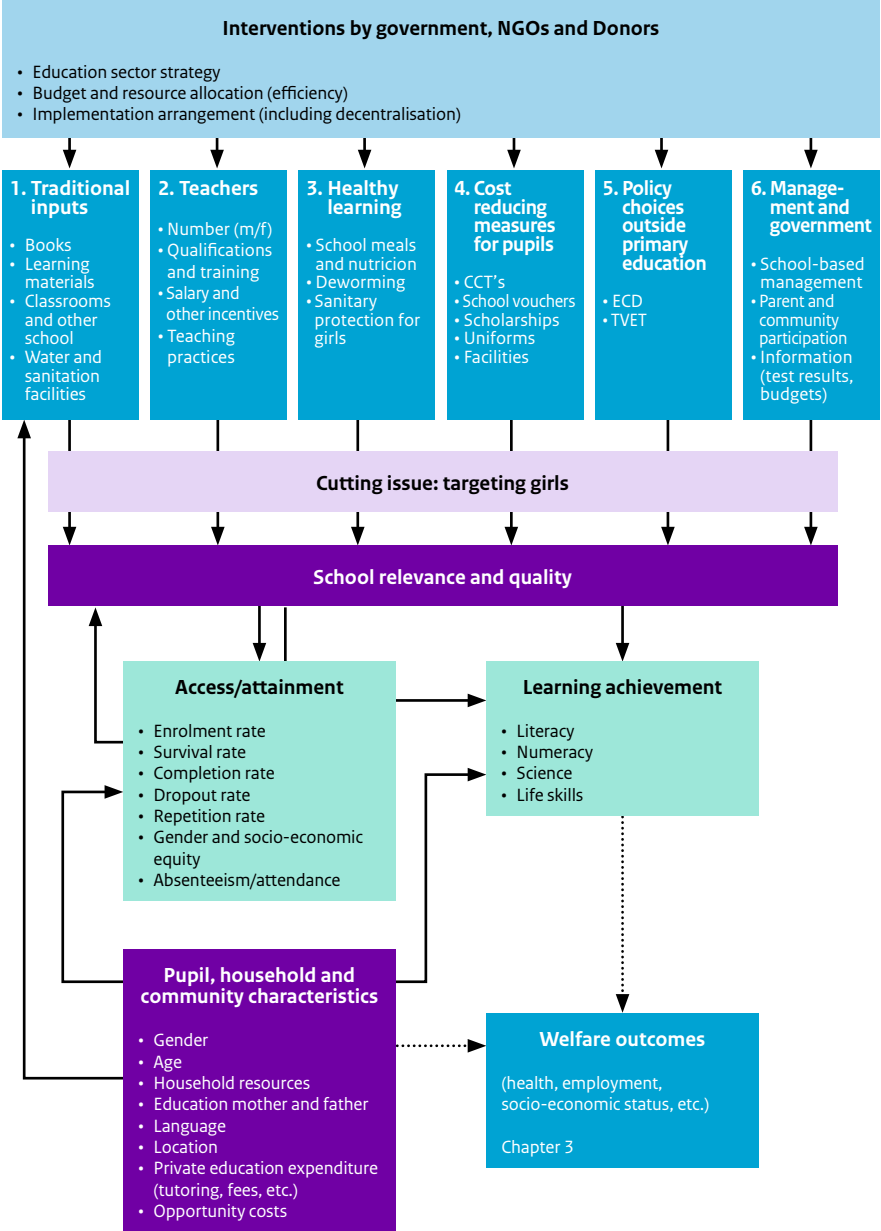 Interventions by government, NGOs and Donors
• Education sector strategy
• Budget and resource allocation (efficiency)
• Implementation arrangement (including decentralisation)
1. Traditional
inputs
• Books
• Learning
materials
• Classrooms
and other
school
• Water and
sanitation
facilities
2. Teachers
• Number (m/f)
• Qualifications
and training
• Salary and
other incentives
• Teaching
practices
3. Healthy
learning
• School meals
and nutricion
• Deworming
• Sanitary
protection for
girls
4. Cost
reducing
measures
for pupils
• CCT's
• School vouchers
• Scholarships
• Uniforms
• Facilities
5. Policy
choices
outside
primary
education
• ECD
• TVET
6. Manage-
ment and
government
• School-based
management
• Parent and
community
participation
• Information
(test results,
budgets)
Cutting issue: targeting girls
School relevance and quality
Access/attainment
• Enrolment rate
• Survival rate
• Completion rate
• Dropout rate
• Repetition rate
• Gender and socio-economic
equity
• Absenteeism/attendance
Learning achievement
• Literacy
• Numeracy
• Science
• Life skills
Pupil, household and
community characteristics
• Gender
• Age
• Household resources
• Education mother and father
• Language
• Location
• Private education expenditure
(tutoring, fees, etc.)
• Opportunity costs
Welfare outcomes
(health, employment,
socio-economic status, etc.)
Chapter 3